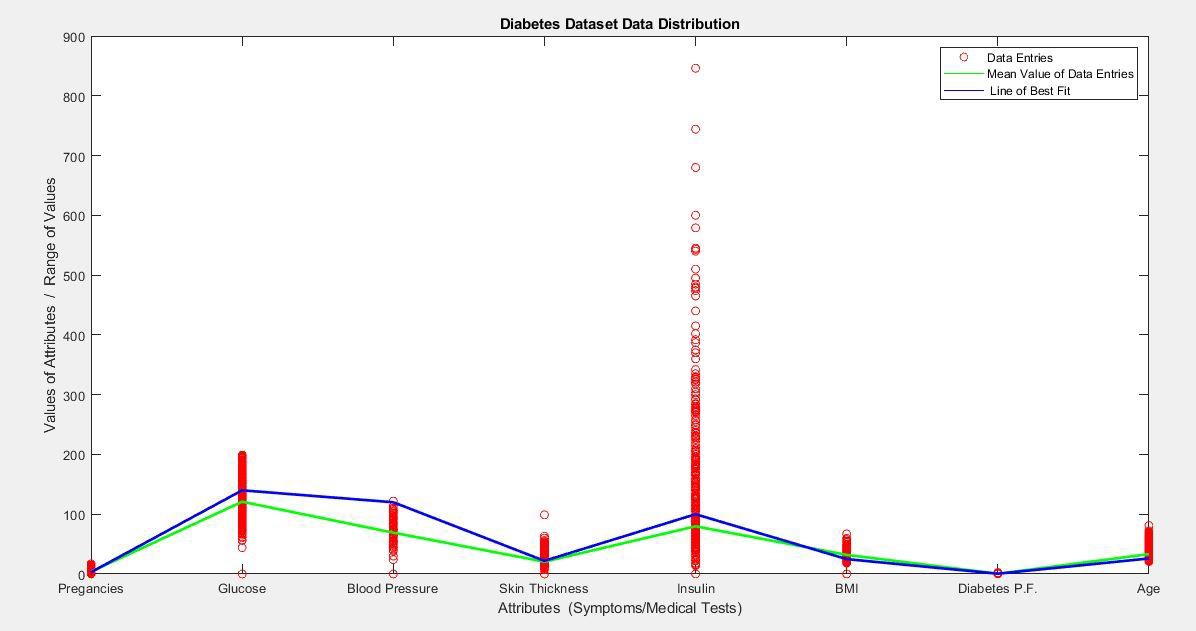 Diabetes Dataset Data Distribution
900
800
700
600
500
400
300
200
100
0
Values of Attributes / Range of Values
Data Entries
Mean Value of Data Entries
Line of Best Fit
Pregancies
Glucose
Blood Pressure
Skin Thickness
Insulin
BMI
Diabetes P.F.
Age
Attributes (Symptoms/Medical Tests)